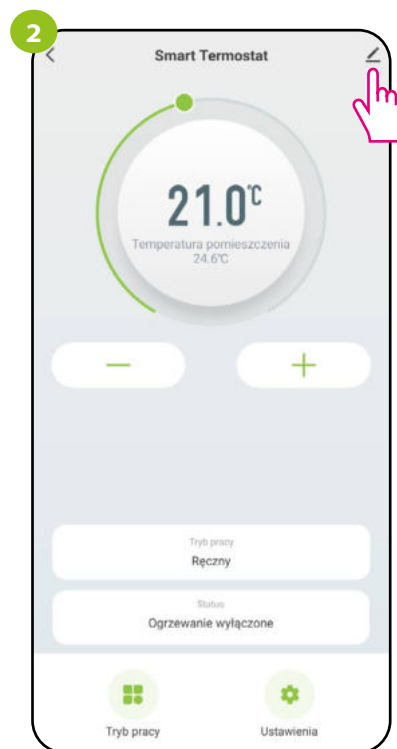 2
Smart Termostat
21.0°C
Temperatura pomieszczenia
24.6°C
Tryb pracy
Ręczny
Status
Ogrzewanie wyłączone
Tryb pracy
Ustawienia